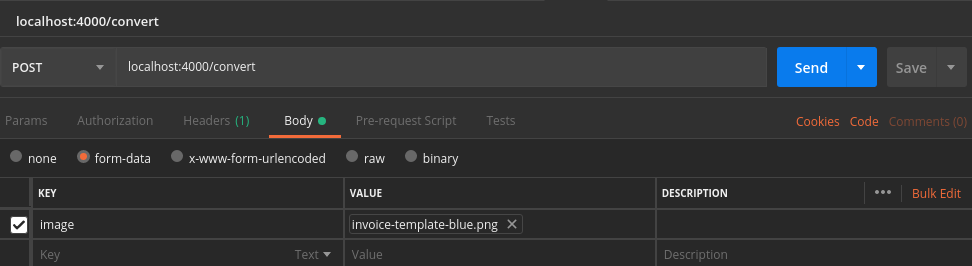 localhost:4000/convert
POST localhost:4000/convert Send Save
Params Authorization Headers (1) Body Pre-request Script Tests Cookies Code Comments (0)
none form-data x-www-form-urlencoded raw binary
KEY VALUE DESCRIPTION ••• Bulk Edit
image invoice-template-blue.png
Key Text Value Description